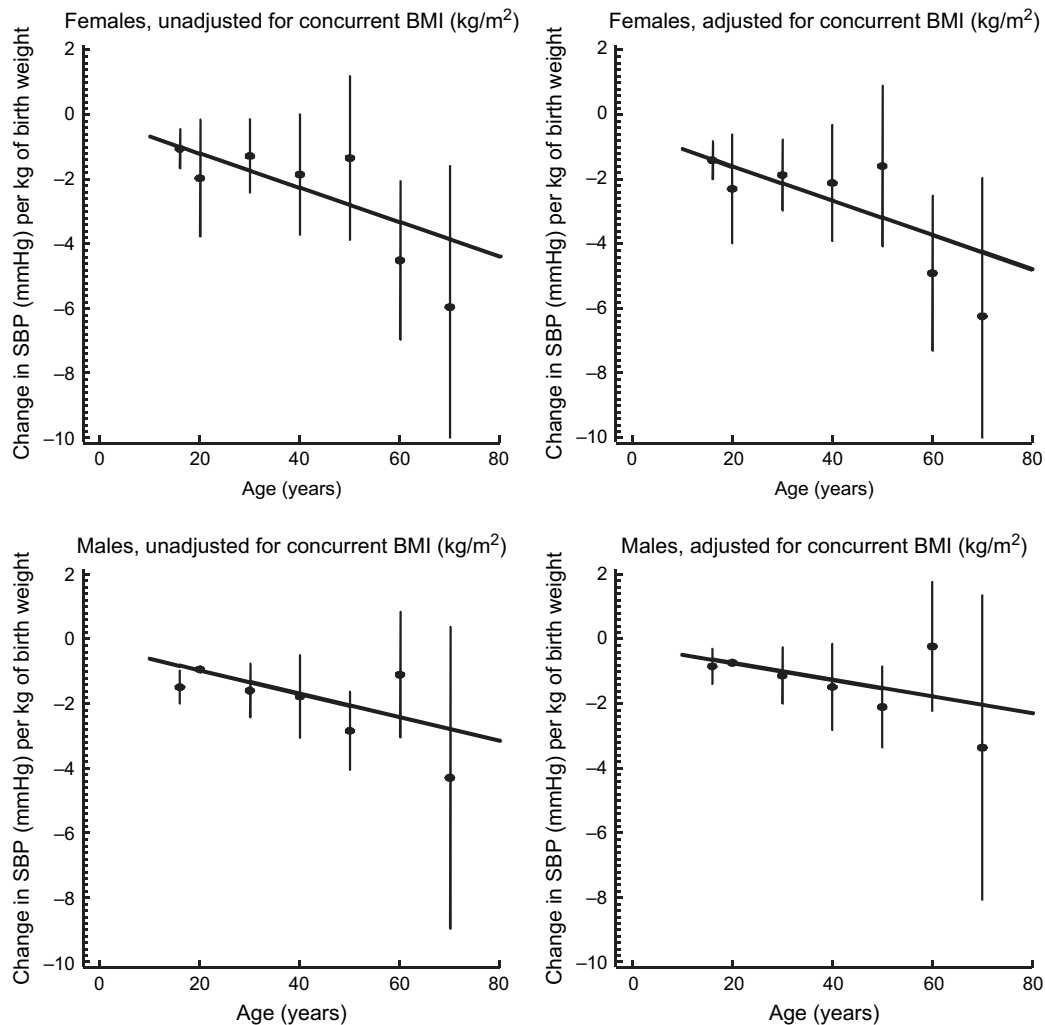 Females, unadjusted for concurrent BMI (kg/m²)
Change in SBP (mmHg) per kg of birth weight
2
0
–2
–4
–6
–8
–10
0 20 40 60 80
Age (years)
Females, adjusted for concurrent BMI (kg/m²)
Change in SBP (mmHg) per kg of birth weight
2
0
–2
–4
–6
–8
–10
0 20 40 60 80
Age (years)
Males, unadjusted for concurrent BMI (kg/m²)
Change in SBP (mmHg) per kg of birth weight
2
0
–2
–4
–6
–8
–10
0 20 40 60 80
Age (years)
Males, adjusted for concurrent BMI (kg/m²)
Change in SBP (mmHg) per kg of birth weight
2
0
–2
–4
–6
–8
–10
0 20 40 60 80
Age (years)